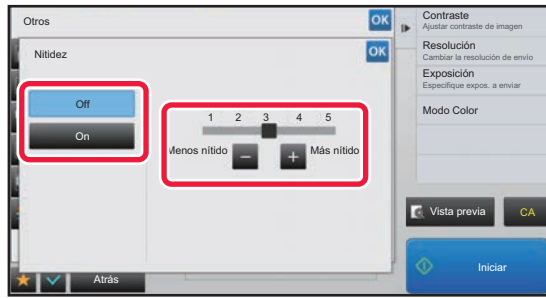 Otros
OK
Nitidez
OK
Off
On
1 2 3 4 5
Menos nítido
Más nítido
Atrás
Contraste
Ajustar contraste de imagen
Resolución
Cambiar la resolución de envío
Exposición
Especifique expos. a enviar
Modo Color
Vista previa
CA
Iniciar